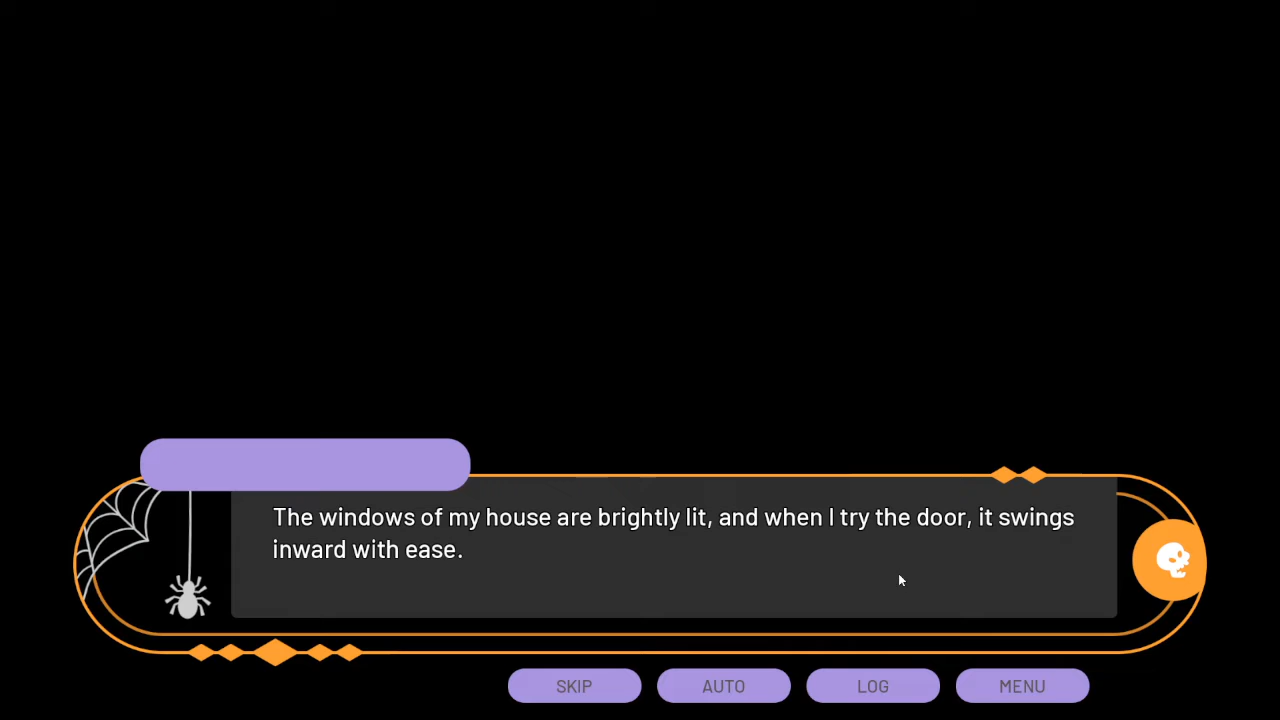 The windows of my house are brightly lit, and when I try the door, it swings
inward with ease.
SKIP
AUTO
LOG
MENU